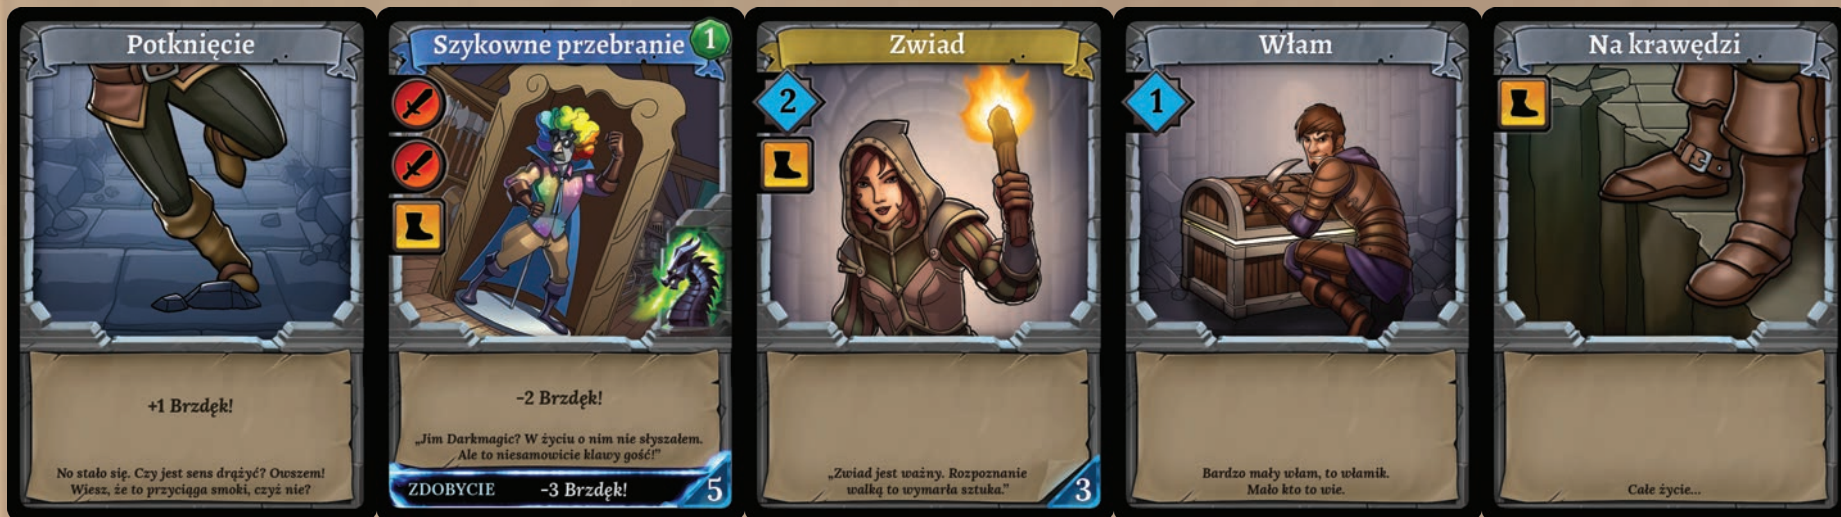 Potknięcie
+1 Brzdęk!
No stało się. Czy jest sens drążyć? Owszem!
Wiesz, że to przyciąga smoki, czyż nie?
Szykowne przebranie
1
-2 Brzdęk!
„Jim Darkmagic? W życiu o nim nie słyszałem.
Ale to niesamowicie klawy gość!”
ZDOBYCIE -3 Brzdęk!
5
Zwiad
2
„Zwiad jest ważny. Rozpoznanie
walką to wymarła sztuka.”
3
Włam
1
Bardzo mały włam, to włamik.
Mało kto to wie.
Na krawędzi
Całe życie...